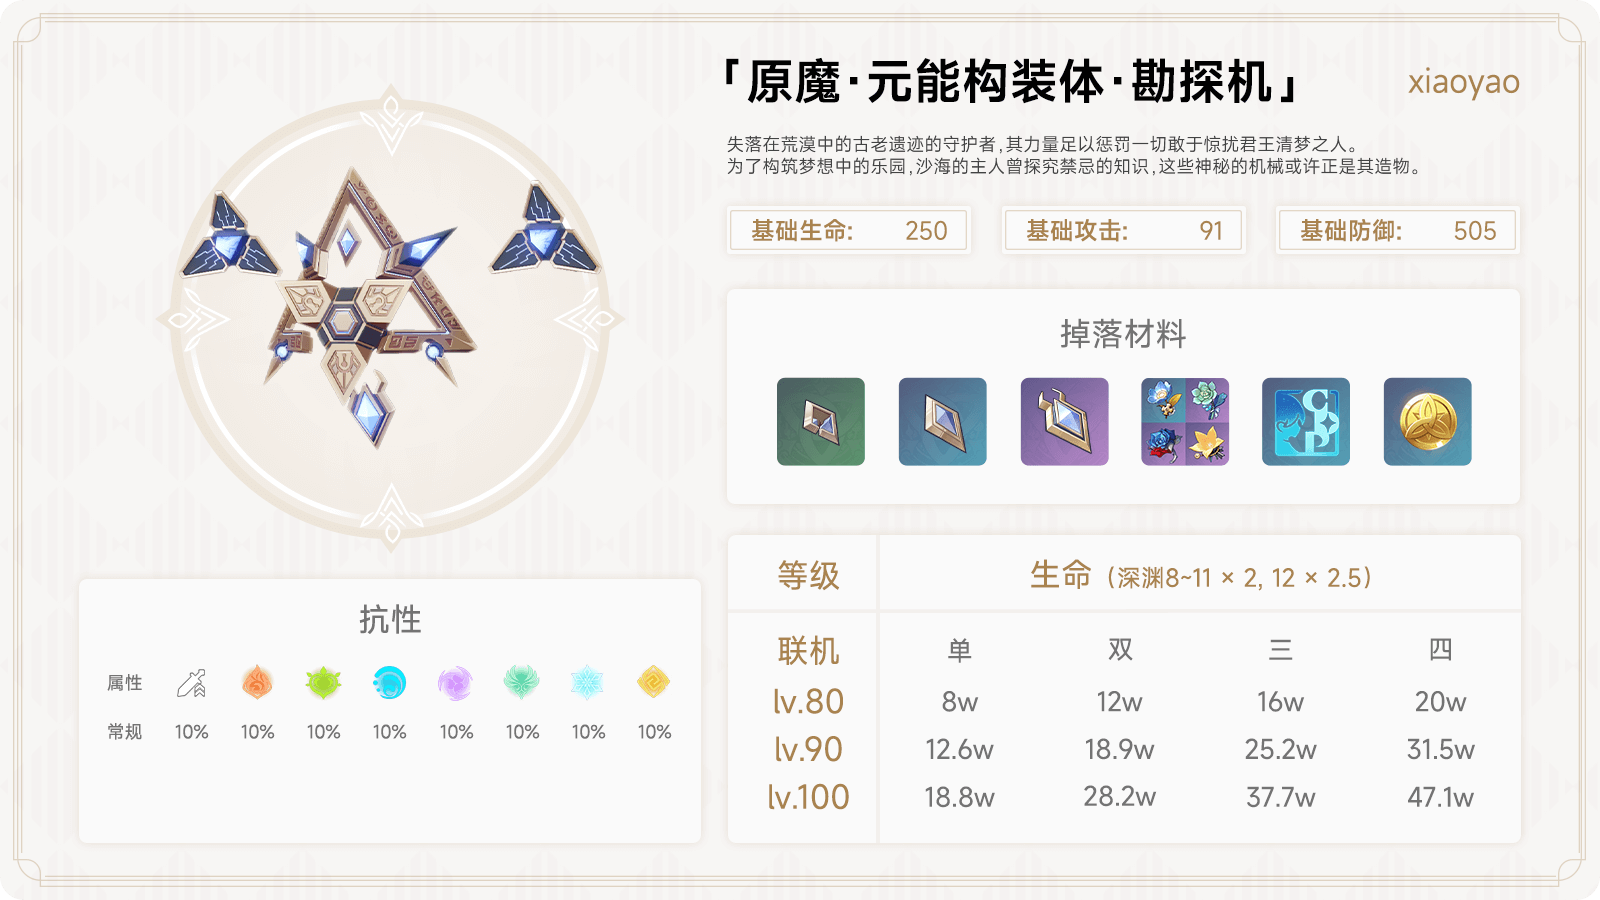 「原魔·元能构装体·勘探机」
xiaoyao
失落在荒漠中的古老遗迹的守护者,其力量足以惩罚一切敢于惊扰君王清梦之人。
为了构筑梦想中的乐园,沙海的主人曾探究禁忌的知识,这些神秘的机械或许正是其造物。
基础生命: 250
基础攻击: 91
基础防御: 505
掉落材料
抗性
属性
常规 10% 10% 10% 10% 10% 10% 10% 10%
等级 生命 (深渊8~11 × 2, 12 × 2.5)
联机 单 双 三 四
lv.80 8w 12w 16w 20w
lv.90 12.6w 18.9w 25.2w 31.5w
lv.100 18.8w 28.2w 37.7w 47.1w